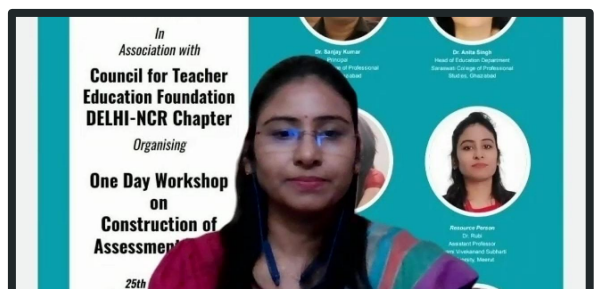 In
Association with
Council for Teacher
Education Foundation
DELHI-NCR Chapter
Organising
One Day Workshop
on
Construction of
Assessment
25th
Dr. Sanjay Kumar
Principal
of Professional
Dr. Anita Singh
Head of Education Department
Saraswati College of Professional
Studies, Ghaziabad
Resource Person
Dr. Rubi
Assistant Professor
Vivekanand Subharti
Meerut